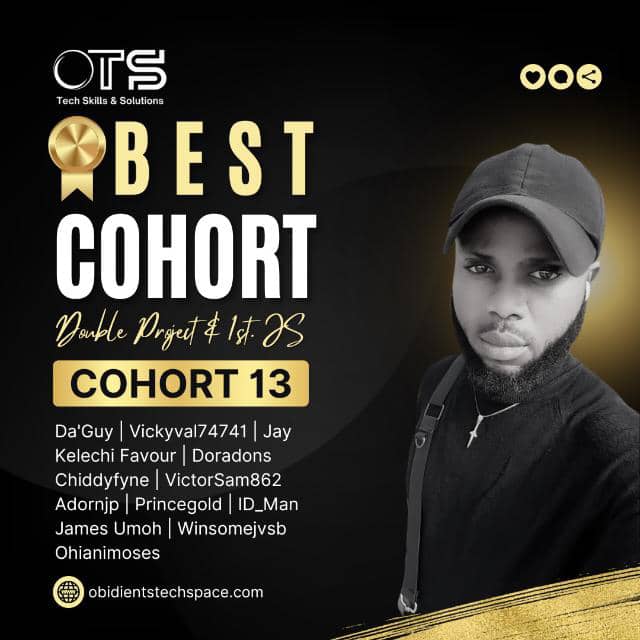 OTS
Tech Skills & Solutions
BEST
COHORT
Double Project & 1st. JS
COHORT 13
Da'Guy | Vickyval74741 | Jay
Kelechi Favour | Doradons
Chiddyfyne | VictorSam862
Adornjp | Princegold | ID_Man
James Umoh | Winsomejvsb
Ohianimoses
obidientstechspace.com